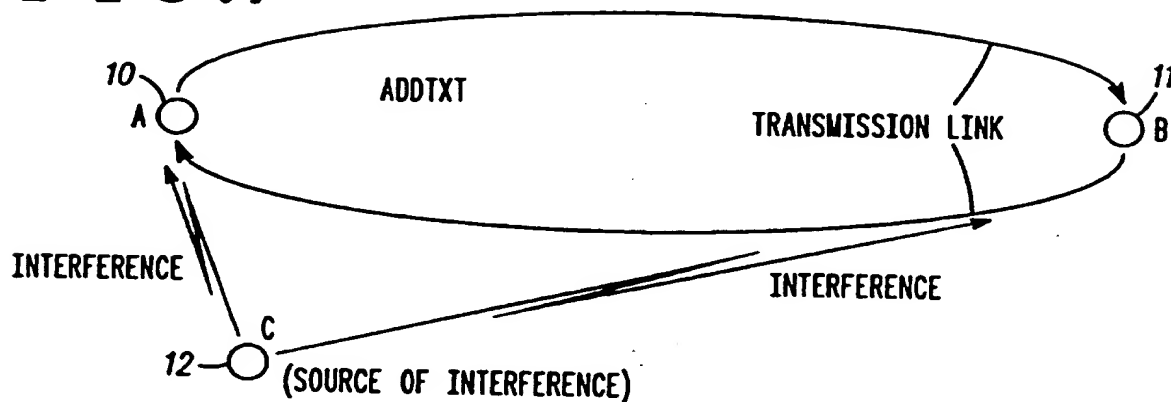 10
A
ADDTXT
TRANSMISSION LINK
11
B
INTERFERENCE
INTERFERENCE
C
12
(SOURCE OF INTERFERENCE)